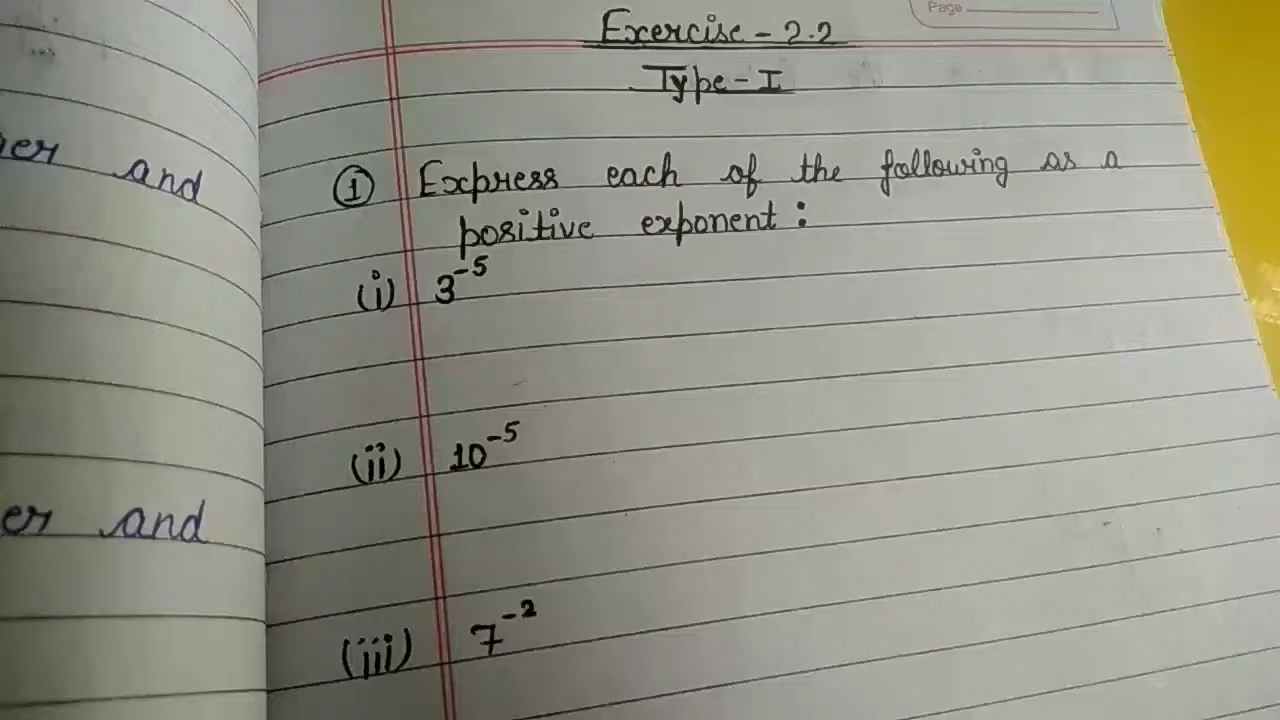 Page
Exercise - 2.2
Type - I
er and
① Express each of the following as a
positive exponent :
(i) 3⁻⁵
(ii) 10⁻⁵
er and
(iii) 7⁻²